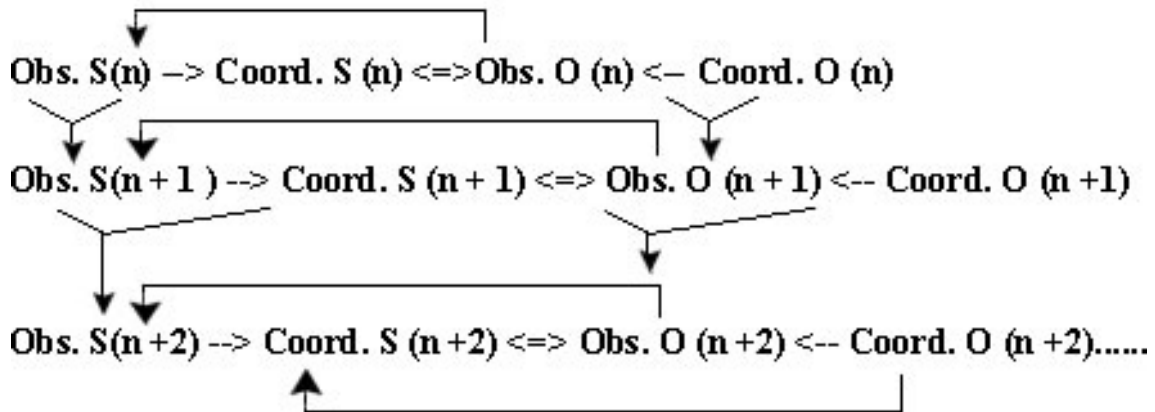 Obs. S(n) --> Coord. S (n) <=>Obs. O (n) <-- Coord. O (n)
Obs. S(n + 1 ) --> Coord. S (n + 1) <=> Obs. O (n + 1) <-- Coord. O (n +1)
Obs. S(n +2) --> Coord. S (n +2) <=> Obs. O (n +2) <-- Coord. O (n +2)......